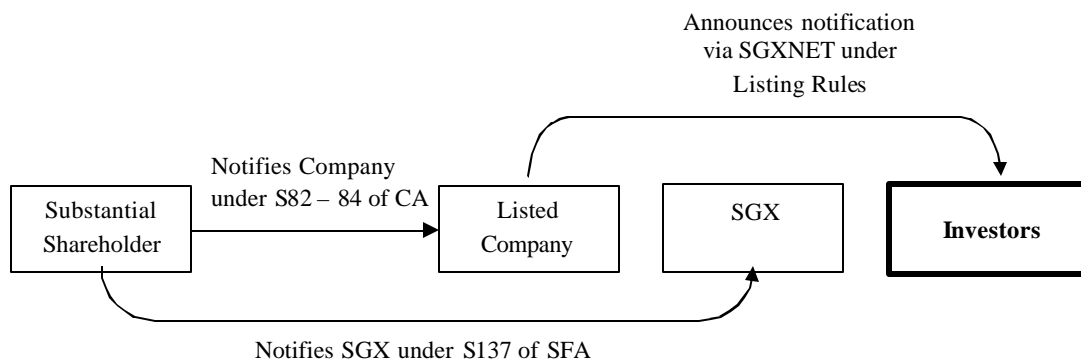 Announces notification
via SGXNET under
Listing Rules
Notifies Company
under S82 – 84 of CA
Substantial
Shareholder
Listed
Company
SGX
Investors
Notifies SGX under S137 of SFA